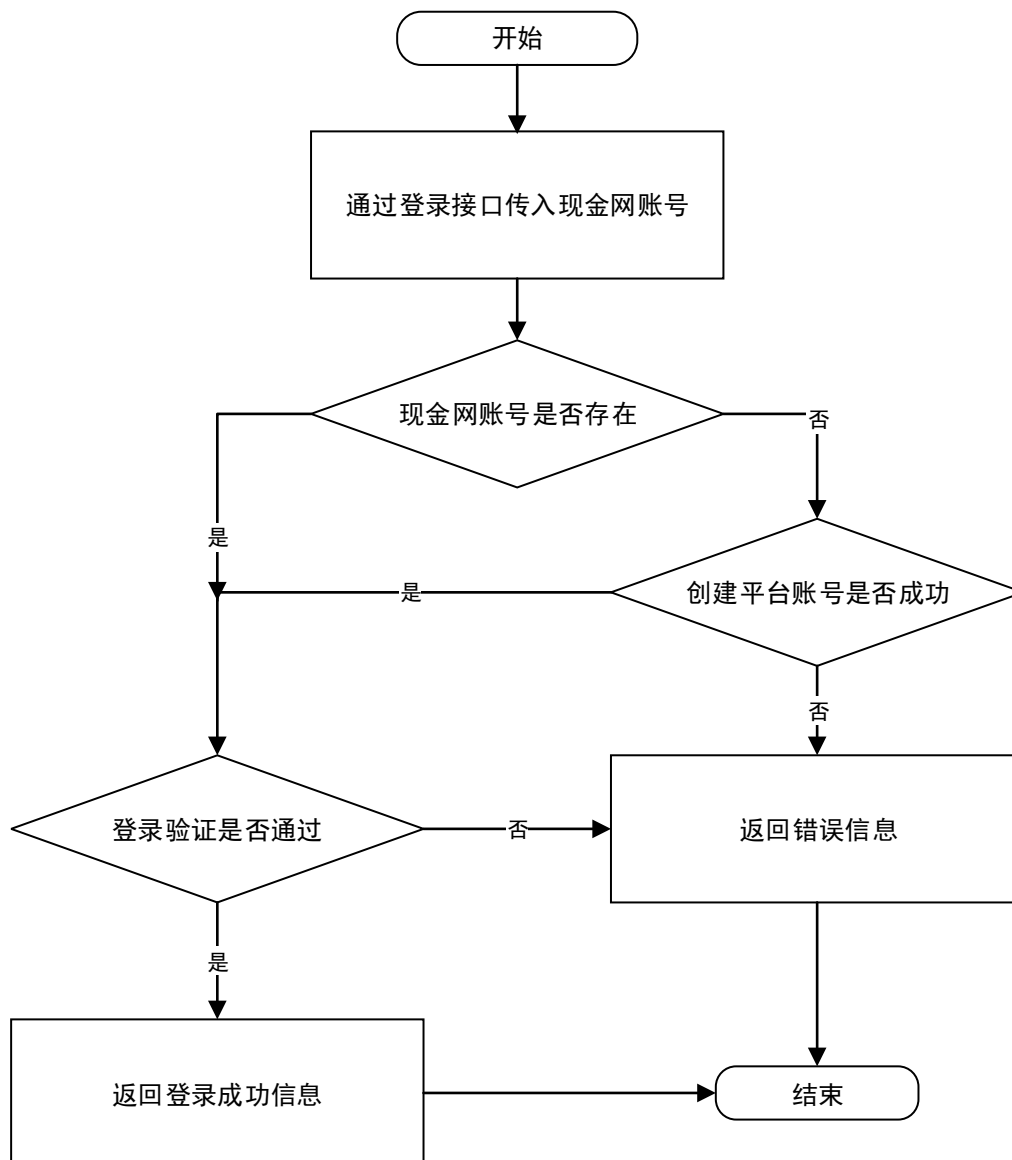 开始
通过登录接口传入现金网账号
现金网账号是否存在
否
是
是
创建平台账号是否成功
否
登录验证是否通过
否
返回错误信息
是
返回登录成功信息
结束